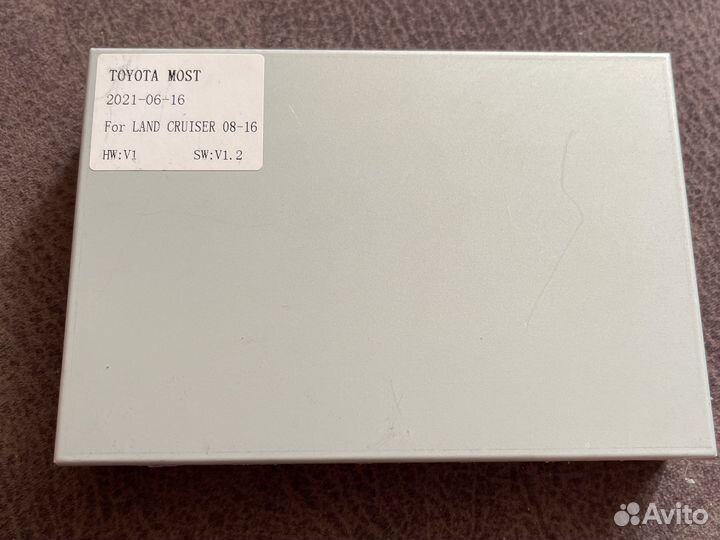 TOYOTA MOST
2021-06-16
For LAND CRUISER 08-16
HW:V1 SW:V1.2
Avito